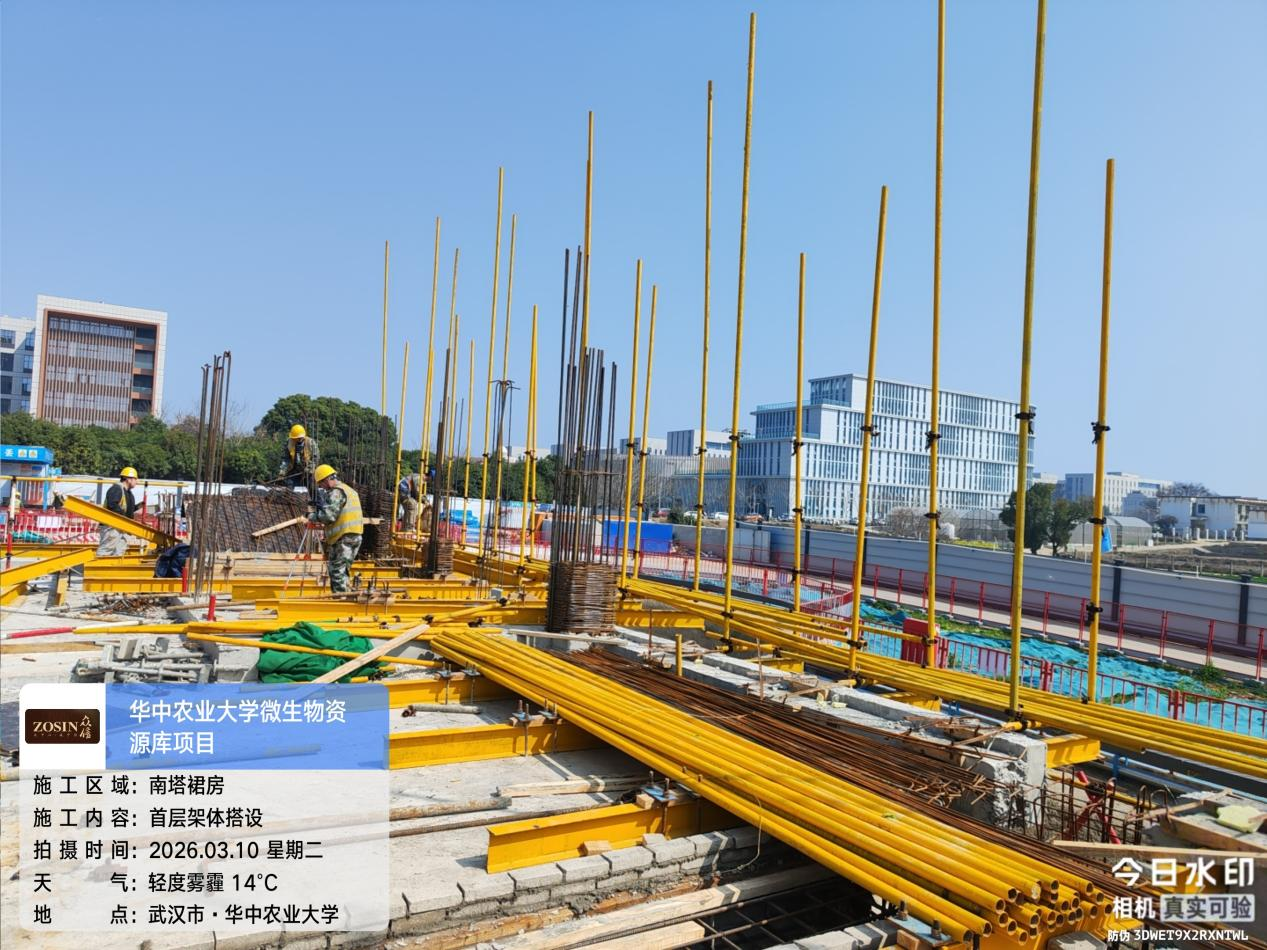 ZOSIN 众信
华中农业大学微生物资
源库项目
施工区域：南塔裙房
施工内容：首层架体搭设
拍摄时间：2026.03.10 星期二
天气：轻度雾霾 14°C
地点：武汉市·华中农业大学
今日水印
相机 真实可验
防伪 3DWET9X2RXNTWL